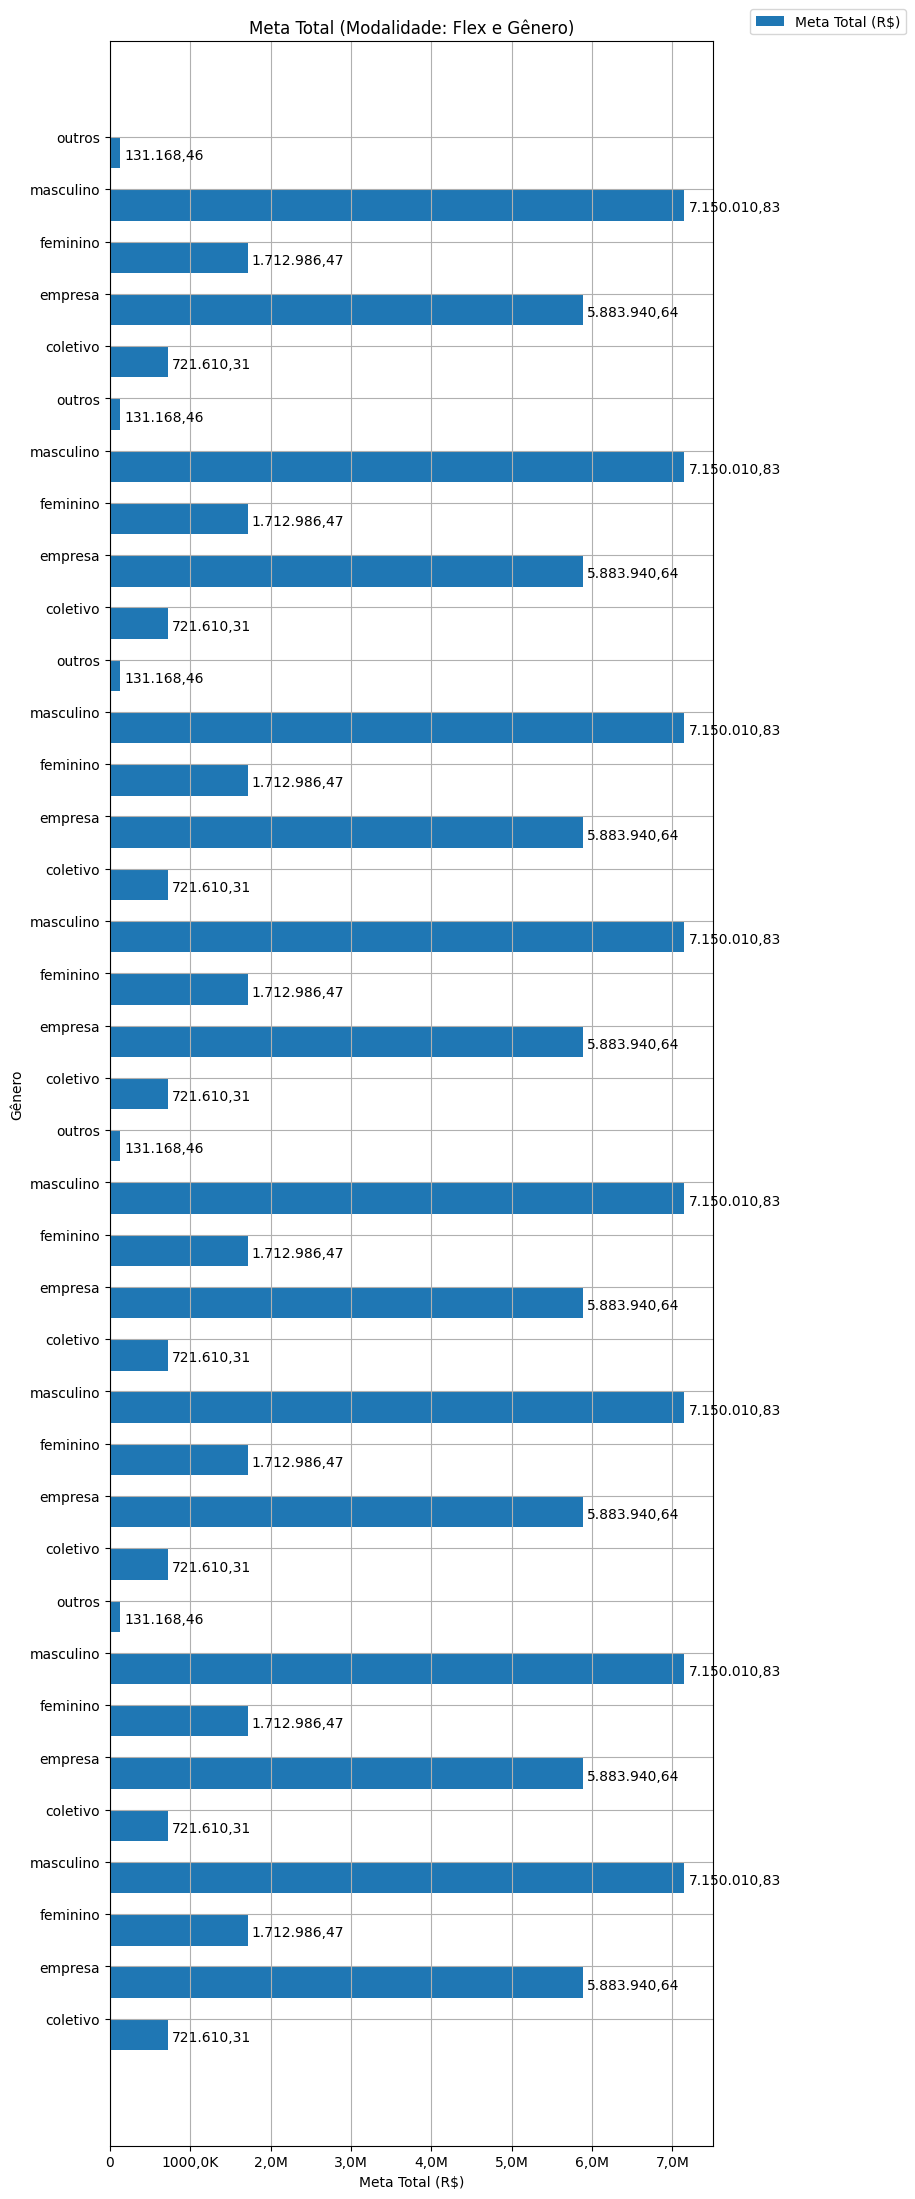 Meta Total (R$)
Meta Total (Modalidade: Flex e Gênero)
outros
131.168,46
masculino
7.150.010,83
feminino
1.712.986,47
empresa
5.883.940,64
coletivo
721.610,31
outros
131.168,46
masculino
7.150.010,83
feminino
1.712.986,47
empresa
5.883.940,64
coletivo
721.610,31
outros
131.168,46
masculino
7.150.010,83
feminino
1.712.986,47
empresa
5.883.940,64
coletivo
721.610,31
masculino
7.150.010,83
feminino
1.712.986,47
empresa
5.883.940,64
coletivo
721.610,31
outros
131.168,46
masculino
7.150.010,83
feminino
1.712.986,47
empresa
5.883.940,64
coletivo
721.610,31
masculino
7.150.010,83
feminino
1.712.986,47
empresa
5.883.940,64
coletivo
721.610,31
outros
131.168,46
masculino
7.150.010,83
feminino
1.712.986,47
empresa
5.883.940,64
coletivo
721.610,31
masculino
7.150.010,83
feminino
1.712.986,47
empresa
5.883.940,64
coletivo
721.610,31
Gênero
0 1000,0K 2,0M 3,0M 4,0M 5,0M 6,0M 7,0M
Meta Total (R$)